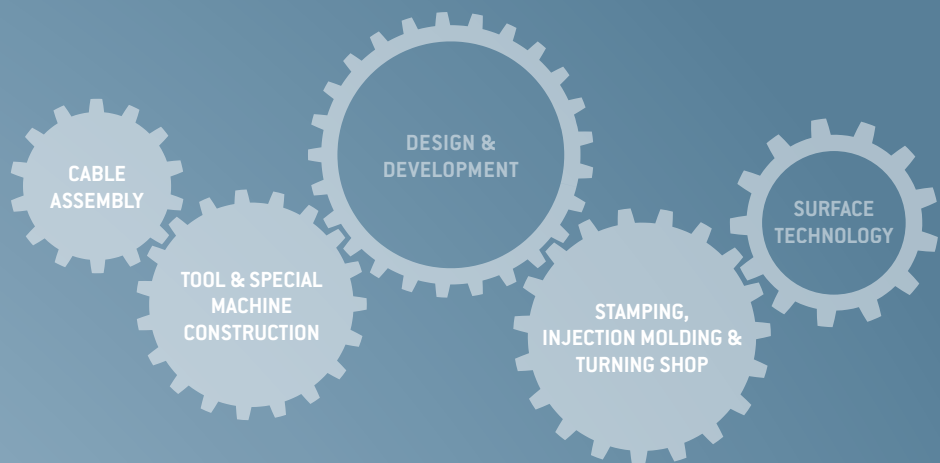 CABLE
ASSEMBLY
TOOL & SPECIAL
MACHINE
CONSTRUCTION
DESIGN &
DEVELOPMENT
STAMPING,
INJECTION MOLDING &
TURNING SHOP
SURFACE
TECHNOLOGY